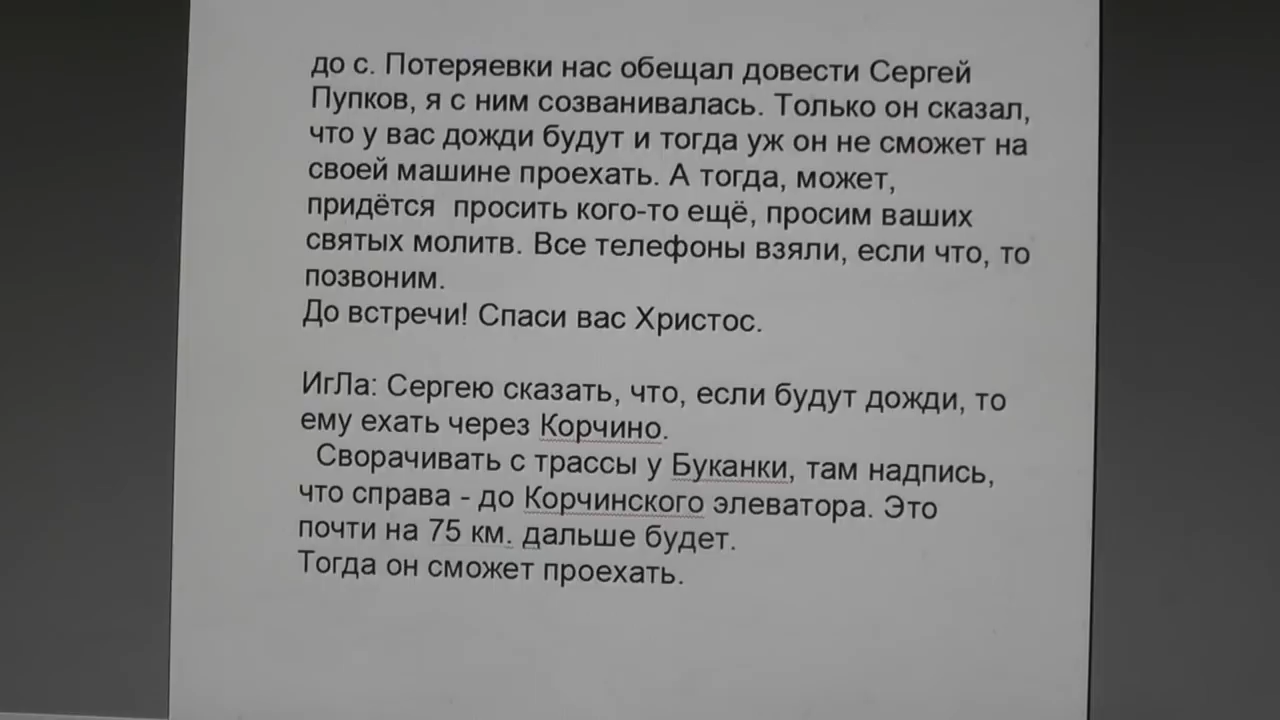 до с. Потеряевки нас обещал довести Сергей
Пупков, я с ним созванивалась. Только он сказал,
что у вас дожди будут и тогда уж он не сможет на
своей машине проехать. А тогда, может,
придётся  просить кого-то ещё, просим ваших
святых молитв. Все телефоны взяли, если что, то
позвоним.
До встречи! Спаси вас Христос.
ИгЛа: Сергею сказать, что, если будут дожди, то
ему ехать через Корчино.
Сворачивать с трассы у Буканки, там надпись,
что справа - до Корчинского элеватора. Это
почти на 75 км. дальше будет.
Тогда он сможет проехать.